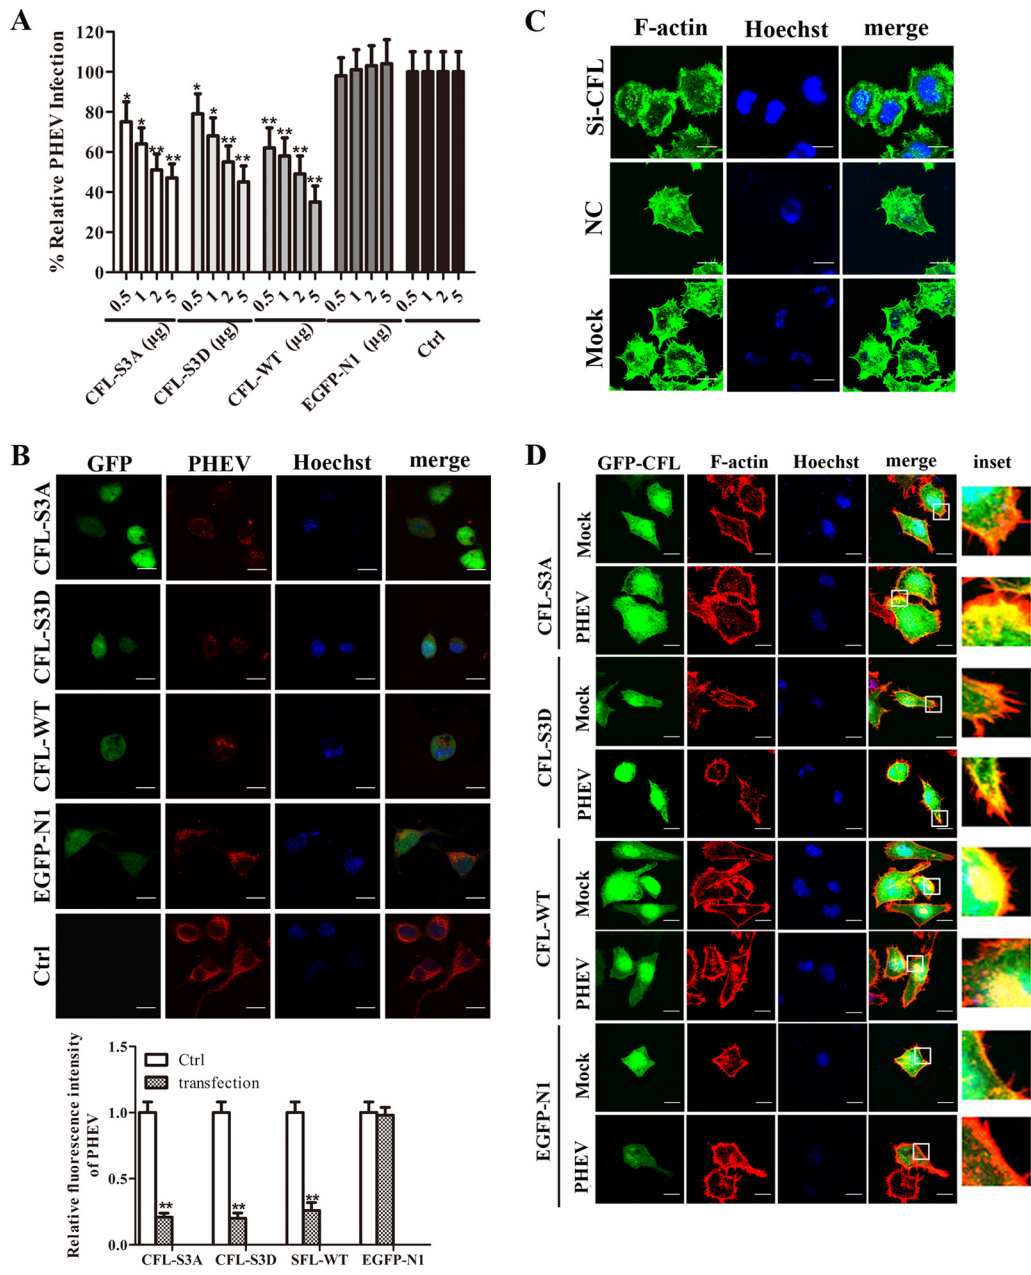 A
% Relative PHEV Infection
120
100
80
60
40
20
0
* * ** **
* * ** **
** ** ** **
0.5 1 2 5
0.5 1 2 5
0.5 1 2 5
0.5 1 2 5
0.5 1 2 5
CFL-S3A (μg)
CFL-S3D (μg)
CFL-WT (μg)
EGFP-N1 (μg)
Ctrl
B
GFP PHEV Hoechst merge
CFL-S3A
CFL-S3D
CFL-WT
EGFP-N1
Ctrl
Relative fluorescence intensity
of PHEV
1.5
1.0
0.5
0.0
Ctrl
transfection
**
**
**
CFL-S3A CFL-S3D SFL-WT EGFP-N1
C
F-actin Hoechst merge
Si-CFL
NC
Mock
D
GFP-CFL F-actin Hoechst merge inset
CFL-S3A
Mock
PHEV
CFL-S3D
Mock
PHEV
CFL-WT
Mock
PHEV
EGFP-N1
Mock
PHEV